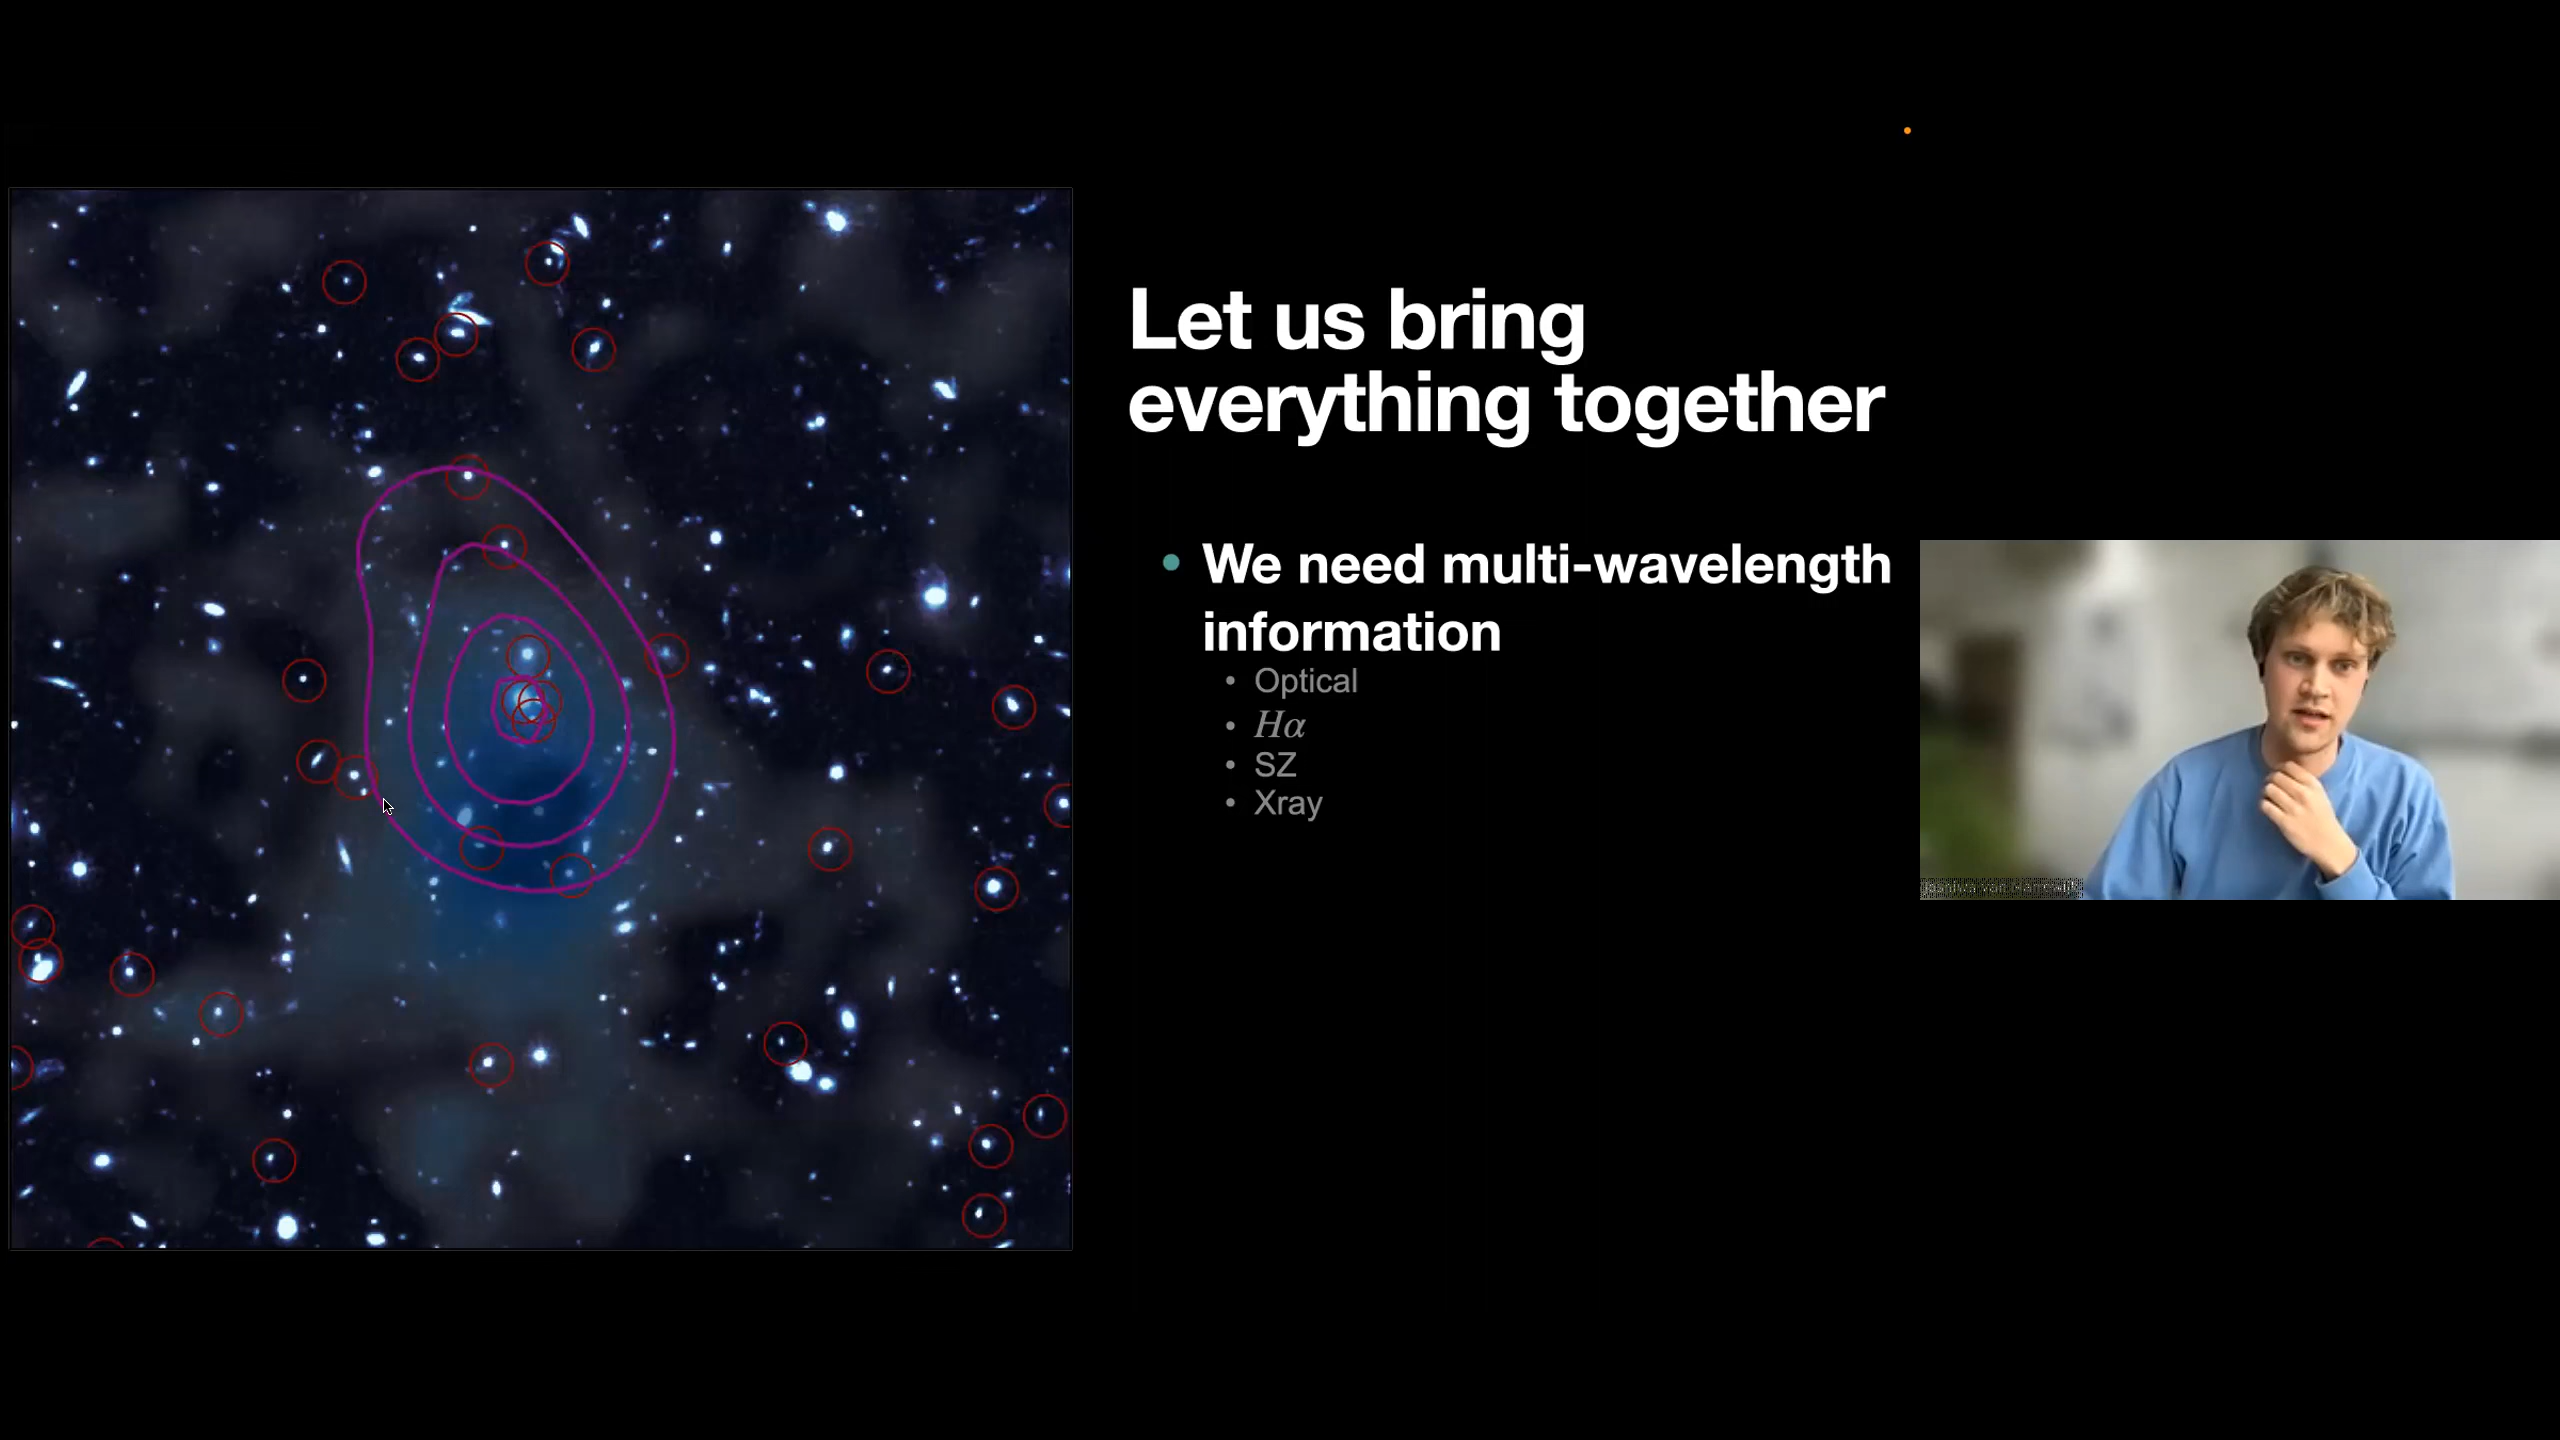 Let us bring
everything together
• We need multi-wavelength
information
• Optical
• Hα
• SZ
• Xray